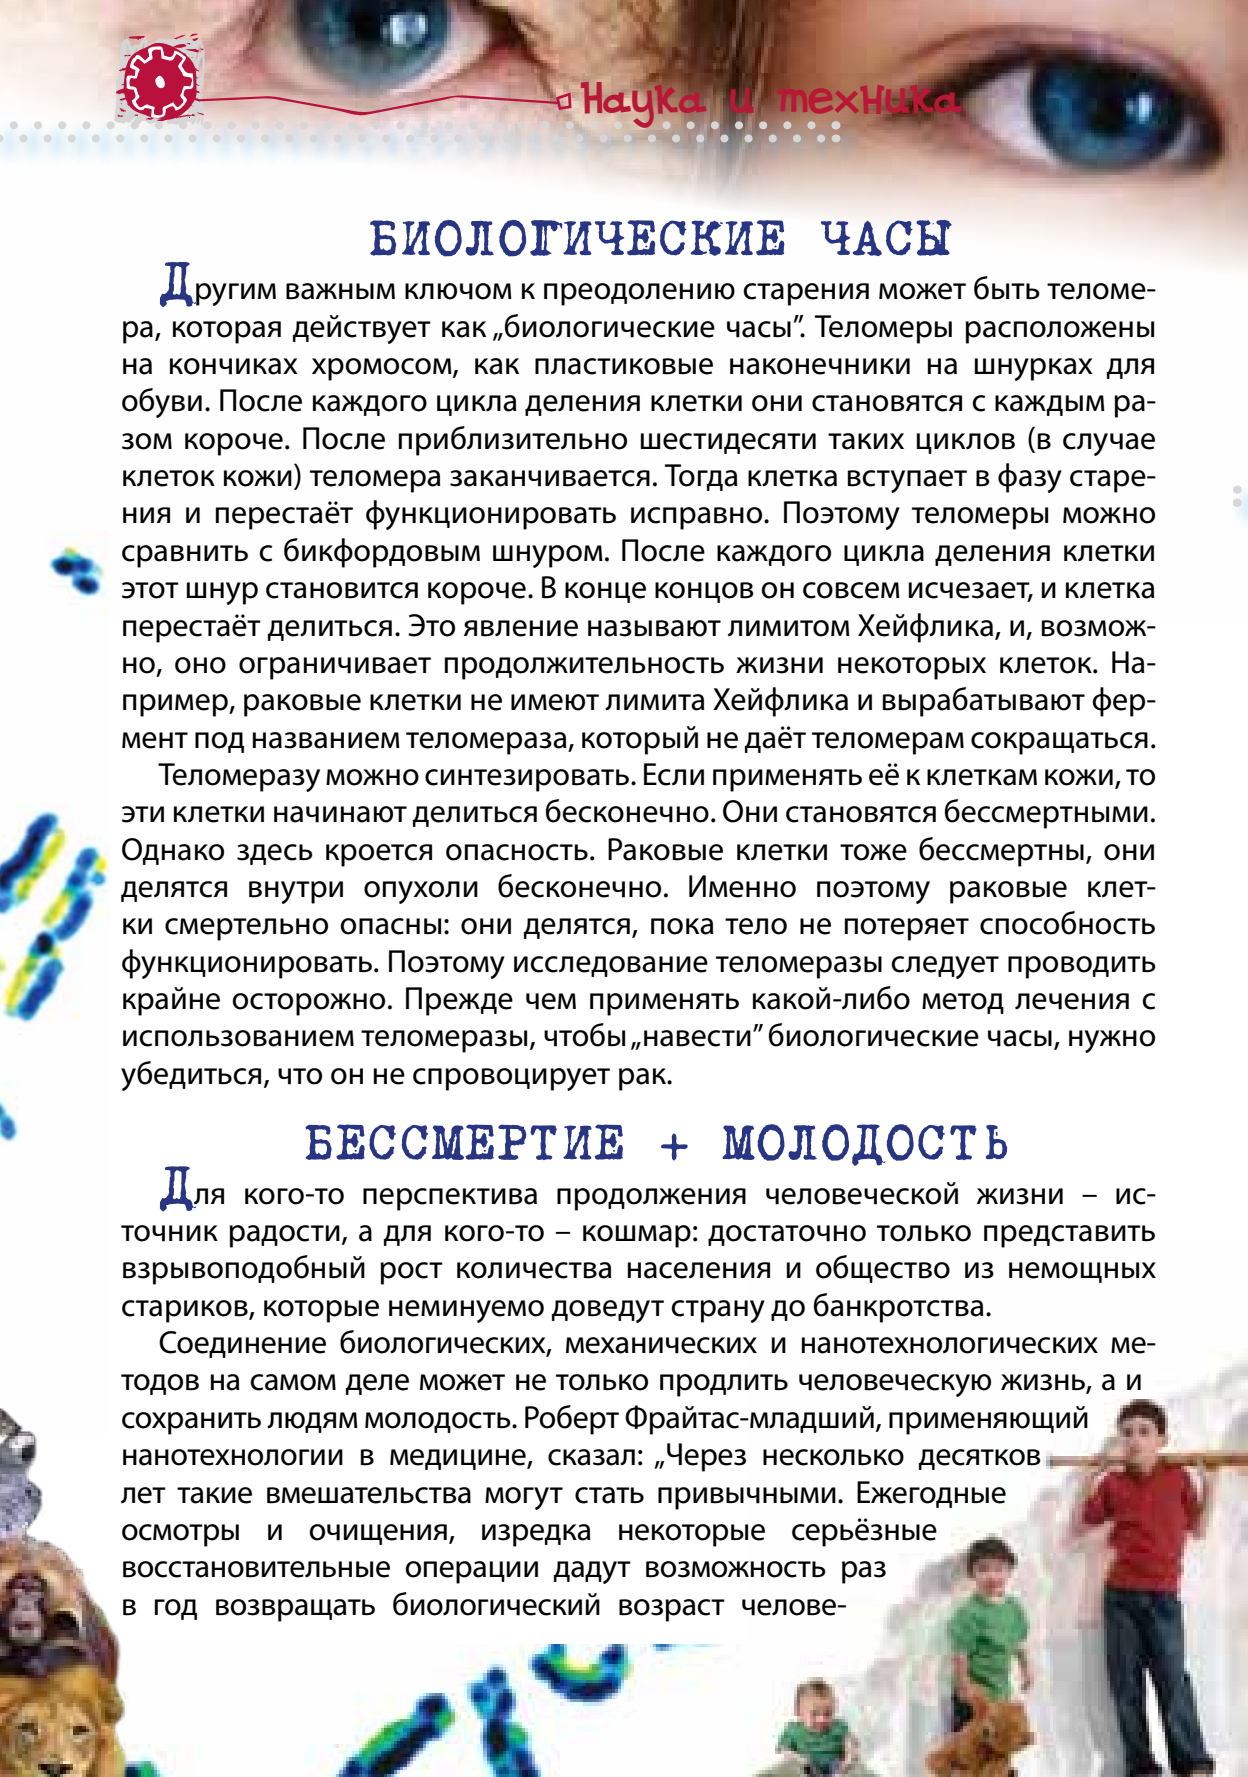 Наука и техника
БИОЛОГИЧЕСКИЕ ЧАСЫ
Другим важным ключом к преодолению старения может быть теломе-
ра, которая действует как „биологические часы”. Теломеры расположены
на кончиках хромосом, как пластиковые наконечники на шнурках для
обуви. После каждого цикла деления клетки они становятся с каждым ра-
зом короче. После приблизительно шестидесяти таких циклов (в случае
клеток кожи) теломера заканчивается. Тогда клетка вступает в фазу старе-
ния и перестаёт функционировать исправно. Поэтому теломеры можно
сравнить с бикфордовым шнуром. После каждого цикла деления клетки
этот шнур становится короче. В конце концов он совсем исчезает, и клетка
перестаёт делиться. Это явление называют лимитом Хейфлика, и, возмож-
но, оно ограничивает продолжительность жизни некоторых клеток. На-
пример, раковые клетки не имеют лимита Хейфлика и вырабатывают фер-
мент под названием теломераза, который не даёт теломерам сокращаться.
Теломеразу можно синтезировать. Если применять её к клеткам кожи, то
эти клетки начинают делиться бесконечно. Они становятся бессмертными.
Однако здесь кроется опасность. Раковые клетки тоже бессмертны, они
делятся внутри опухоли бесконечно. Именно поэтому раковые клет-
ки смертельно опасны: они делятся, пока тело не потеряет способность
функционировать. Поэтому исследование теломеразы следует проводить
крайне осторожно. Прежде чем применять какой-либо метод лечения с
использованием теломеразы, чтобы „навести” биологические часы, нужно
убедиться, что он не спровоцирует рак.
БЕССМЕРТИЕ + МОЛОДОСТЬ
Для кого-то перспектива продолжения человеческой жизни – ис-
точник радости, а для кого-то – кошмар: достаточно только представить
взрывоподобный рост количества населения и общество из немощных
стариков, которые неминуемо доведут страну до банкротства.
Соединение биологических, механических и нанотехнологических ме-
тодов на самом деле может не только продлить человеческую жизнь, а и
сохранить людям молодость. Роберт Фрайтас-младший, применяющий
нанотехнологии в медицине, сказал: „Через несколько десятков
лет такие вмешательства могут стать привычными. Ежегодные
осмотры и очищения, изредка некоторые серьёзные
восстановительные операции дадут возможность раз
в год возвращать биологический возраст челове-